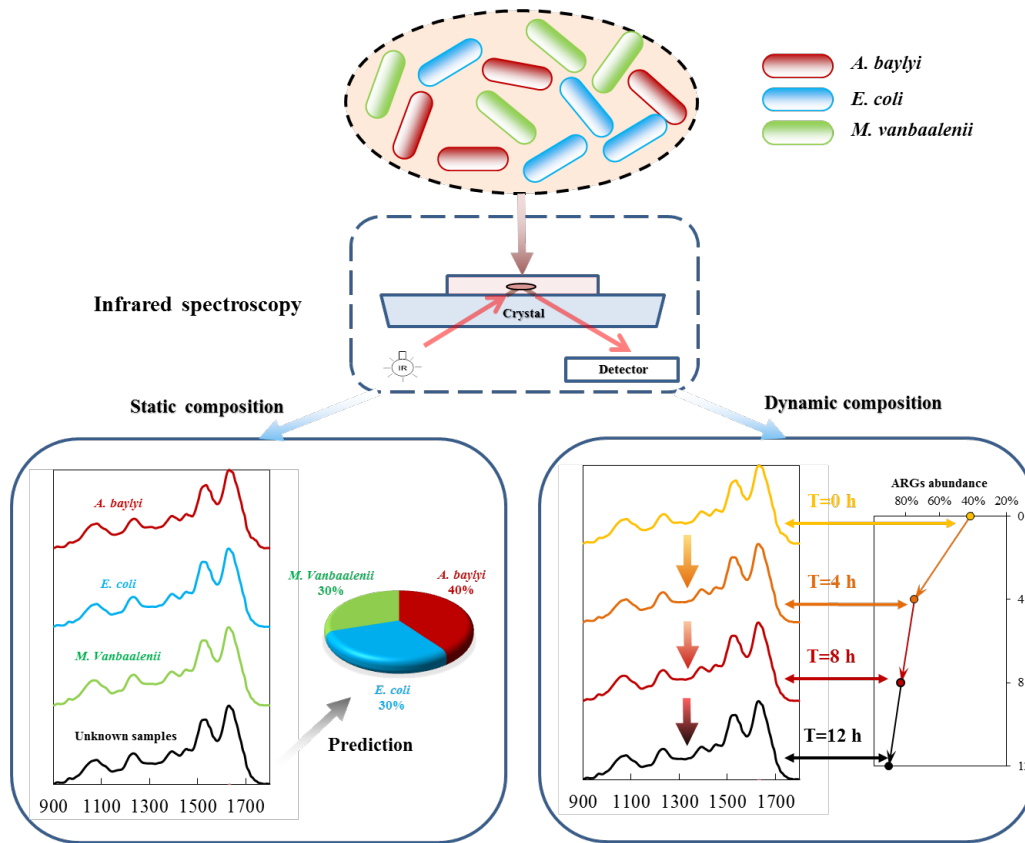 A. baylyi
E. coli
M. vanbaalenii
Infrared spectroscopy
Crystal
IR
Detector
Static composition
Dynamic composition
A. baylyi
E. coli
M. Vanbaalenii
Unknown samples
900 1100 1300 1500 1700
M. Vanbaalenii
30%
A. baylyi
40%
E. coli
30%
Prediction
T=0 h
T=4 h
T=8 h
T=12 h
900 1100 1300 1500 1700
ARGs abundance
80% 60% 40% 20%
0
4
8